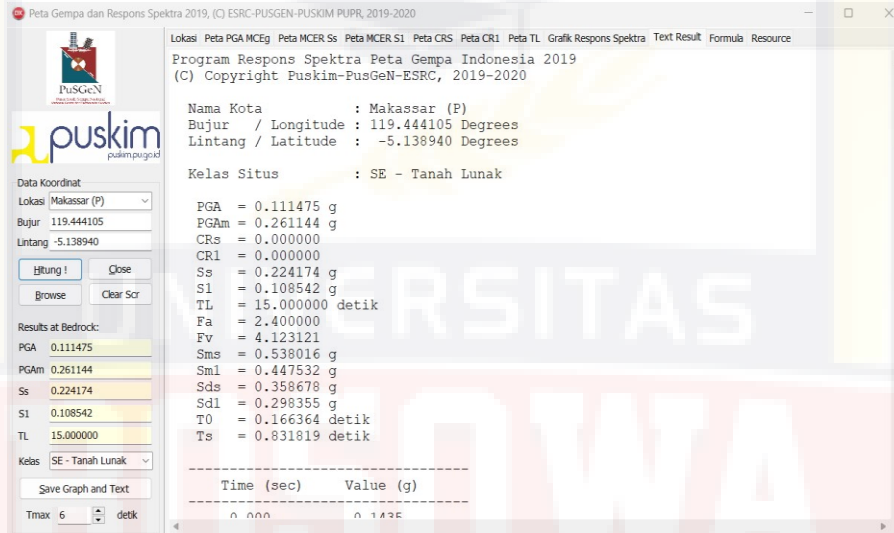 Peta Gempa dan Respons Spektra 2019, (C) ESRC-PUSGEN-PUSKIM PUPR, 2019-2020
PuSGeN
puskim
puskim.pu.go.id
Data Koordinat
Lokasi Makassar (P)
Bujur 119.444105
Lintang -5.138940
Hitung ! Close
Browse Clear Scr
Results at Bedrock:
PGA 0.111475
PGAm 0.261144
Ss 0.224174
S1 0.108542
TL 15.000000
Kelas SE - Tanah Lunak
Save Graph and Text
Tmax 6 detik
Lokasi Peta PGA MCEg Peta MCER Ss Peta MCER S1 Peta CRS Peta CR1 Peta TL Grafik Respons Spektra Text Result Formula Resource
Program Respons Spektra Peta Gempa Indonesia 2019
(C) Copyright Puskim-PusGeN-ESRC, 2019-2020
Nama Kota : Makassar (P)
Bujur / Longitude : 119.444105 Degrees
Lintang / Latitude : -5.138940 Degrees
Kelas Situs : SE - Tanah Lunak
PGA = 0.111475 g
PGAm = 0.261144 g
CRs = 0.000000
CR1 = 0.000000
Ss = 0.224174 g
S1 = 0.108542 g
TL = 15.000000 detik
Fa = 2.400000
Fv = 4.123121
Sms = 0.538016 g
Sm1 = 0.447532 g
Sds = 0.358678 g
Sd1 = 0.298355 g
T0 = 0.166364 detik
Ts = 0.831819 detik
----------------------------------
Time (sec) Value (g)
----------------------------------
0.000 0.1435
UNIVERSITAS
BOSOWA